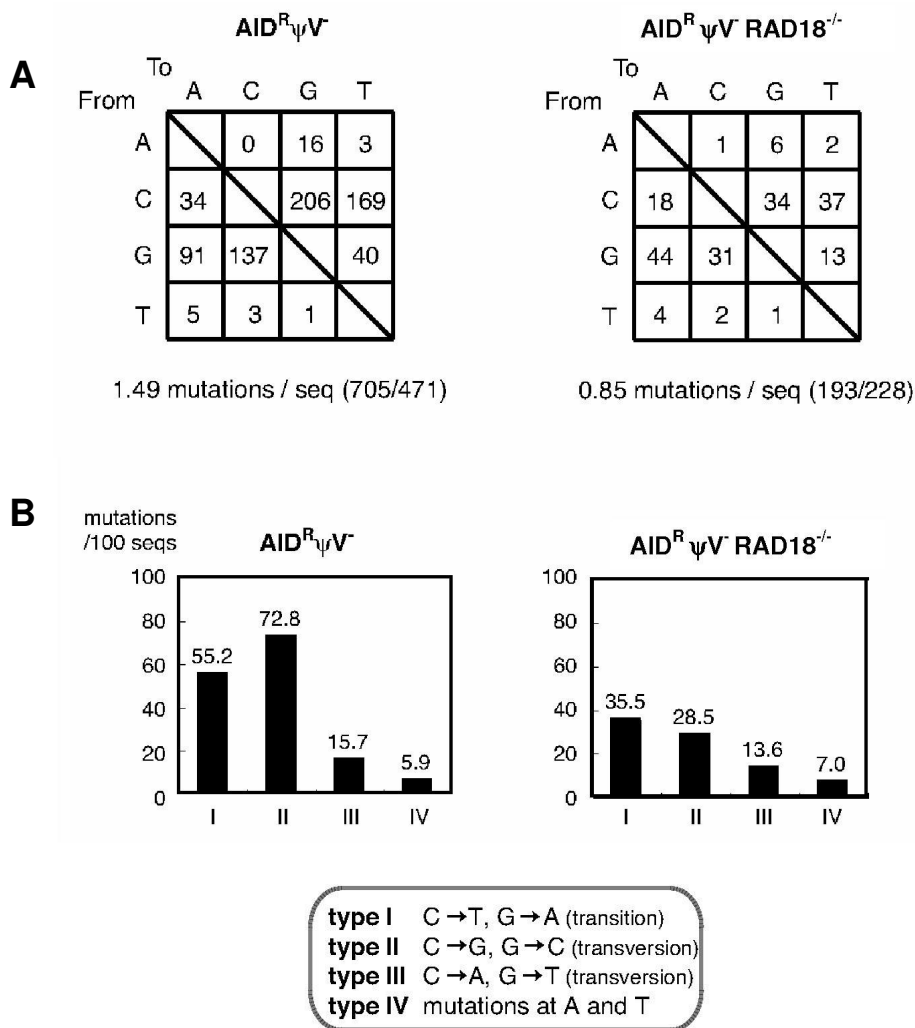 A
AID^R ψV^-
To
From
A C G T
A 0 16 3
C 34 206 169
G 91 137 40
T 5 3 1
1.49 mutations / seq (705/471)
AID^R ψV^- RAD18^-/-
To
From
A C G T
A 1 6 2
C 18 34 37
G 44 31 13
T 4 2 1
0.85 mutations / seq (193/228)
B
mutations
/100 seqs
AID^R ψV^-
100
80
60
40
20
0
55.2
72.8
15.7
5.9
I II III IV
AID^R ψV^- RAD18^-/-
100
80
60
40
20
0
35.5
28.5
13.6
7.0
I II III IV
type I C→T, G→A (transition)
type II C→G, G→C (transversion)
type III C→A, G→T (transversion)
type IV mutations at A and T